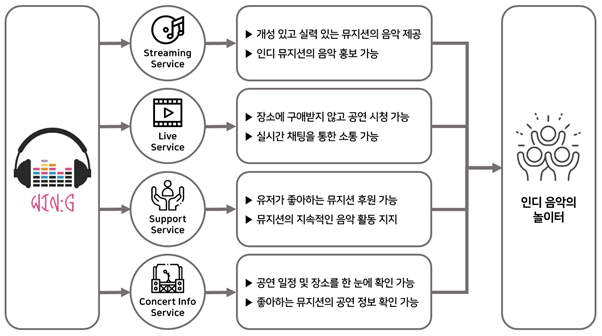 WIN:G
Streaming
Service
▶ 개성 있고 실력 있는 뮤지션의 음악 제공
▶ 인디 뮤지션의 음악 홍보 가능
Live
Service
▶ 장소에 구애받지 않고 공연 시청 가능
▶ 실시간 채팅을 통한 소통 가능
Support
Service
▶ 유저가 좋아하는 뮤지션 후원 가능
▶ 뮤지션의 지속적인 음악 활동 지지
Concert Info
Service
▶ 공연 일정 및 장소를 한 눈에 확인 가능
▶ 좋아하는 뮤지션의 공연 정보 확인 가능
인디 음악의
놀이터